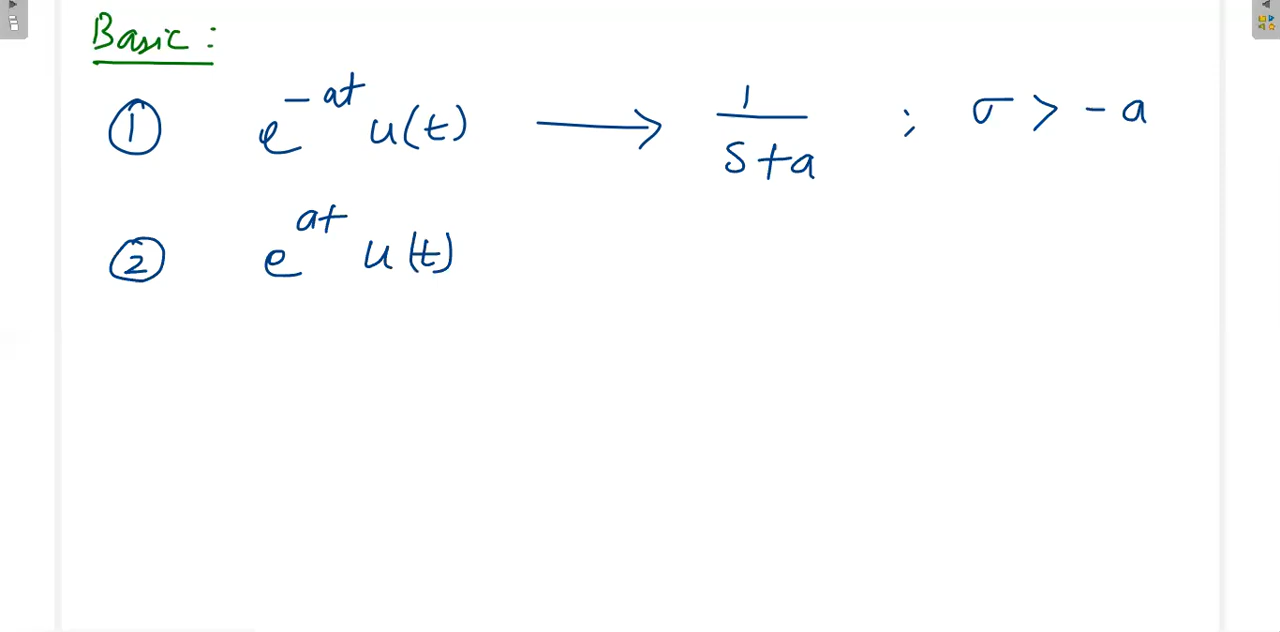 Basic :
① e^{-at} u(t) ⟶ 1/(s+a) ; σ > -a
② e^{at} u(t)